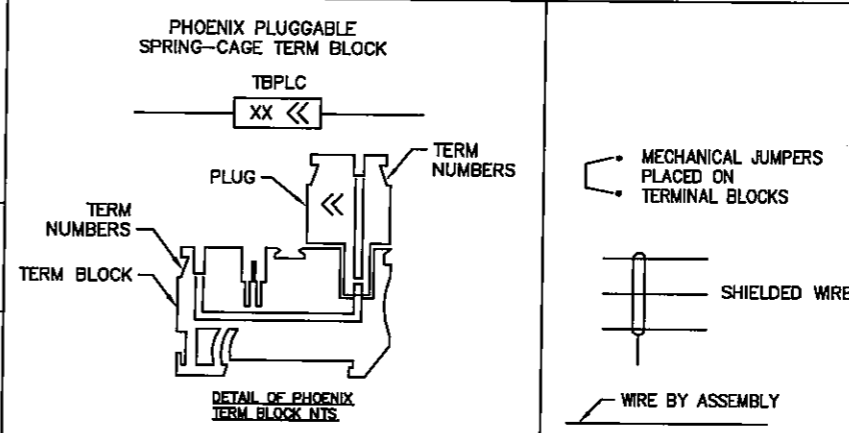 PHOENIX PLUGGABLE
SPRING-CAGE TERM BLOCK
TBPLC
XX
PLUG
TERM
NUMBERS
TERM
NUMBERS
TERM BLOCK
DETAIL OF PHOENIX
TERM BLOCK NTS
MECHANICAL JUMPERS
PLACED ON
TERMINAL BLOCKS
SHIELDED WIRE
WIRE BY ASSEMBLY